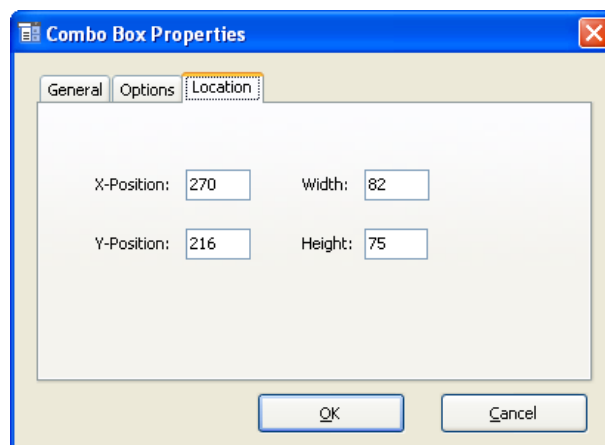 Combo Box Properties
General Options Location
X-Position: 270 Width: 82
Y-Position: 216 Height: 75
OK Cancel